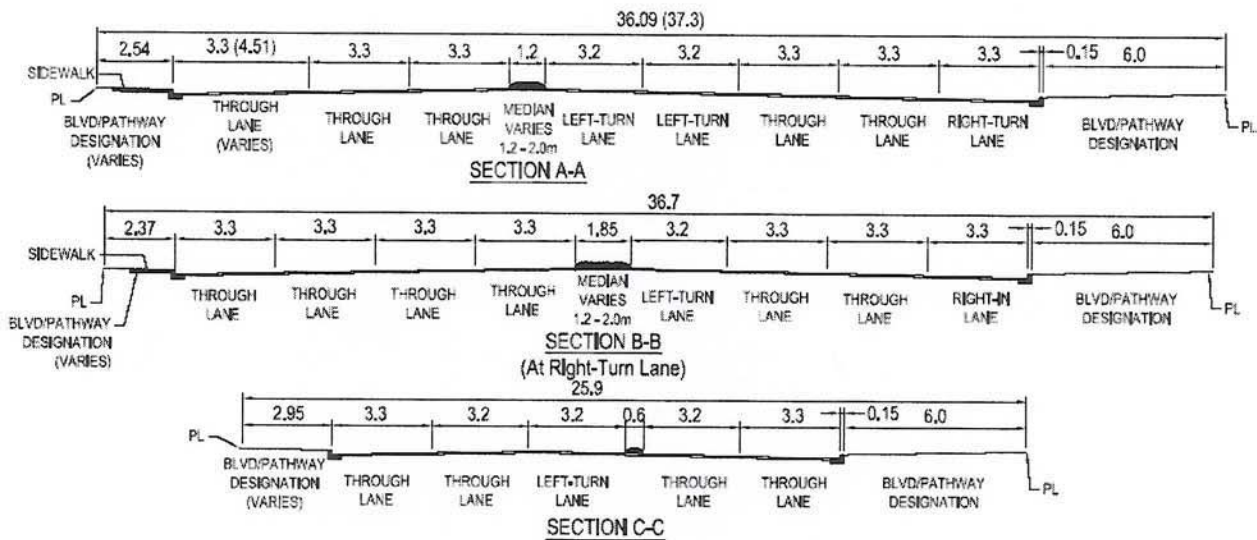 36.09 (37.3)
2.54 3.3 (4.51) 3.3 3.3 1.2 3.2 3.2 3.3 3.3 3.3 0.15 6.0
SIDEWALK
PL
BLVD/PATHWAY
DESIGNATION
(VARIES)
THROUGH
LANE
(VARIES)
THROUGH
LANE
THROUGH
LANE
MEDIAN
VARIES
1.2 - 2.0m
LEFT-TURN
LANE
LEFT-TURN
LANE
THROUGH
LANE
THROUGH
LANE
RIGHT-TURN
LANE
BLVD/PATHWAY
DESIGNATION
PL
SECTION A-A
36.7
2.37 3.3 3.3 3.3 3.3 1.85 3.2 3.3 3.3 3.3 0.15 6.0
SIDEWALK
PL
BLVD/PATHWAY
DESIGNATION
(VARIES)
THROUGH
LANE
THROUGH
LANE
THROUGH
LANE
THROUGH
LANE
MEDIAN
VARIES
1.2 - 2.0m
LEFT-TURN
LANE
THROUGH
LANE
THROUGH
LANE
RIGHT-IN
LANE
BLVD/PATHWAY
DESIGNATION
PL
SECTION B-B
(At Right-Turn Lane)
25.9
2.95 3.3 3.2 3.2 0.6 3.2 3.3 0.15 6.0
PL
BLVD/PATHWAY
DESIGNATION
(VARIES)
THROUGH
LANE
THROUGH
LANE
LEFT-TURN
LANE
THROUGH
LANE
THROUGH
LANE
BLVD/PATHWAY
DESIGNATION
PL
SECTION C-C